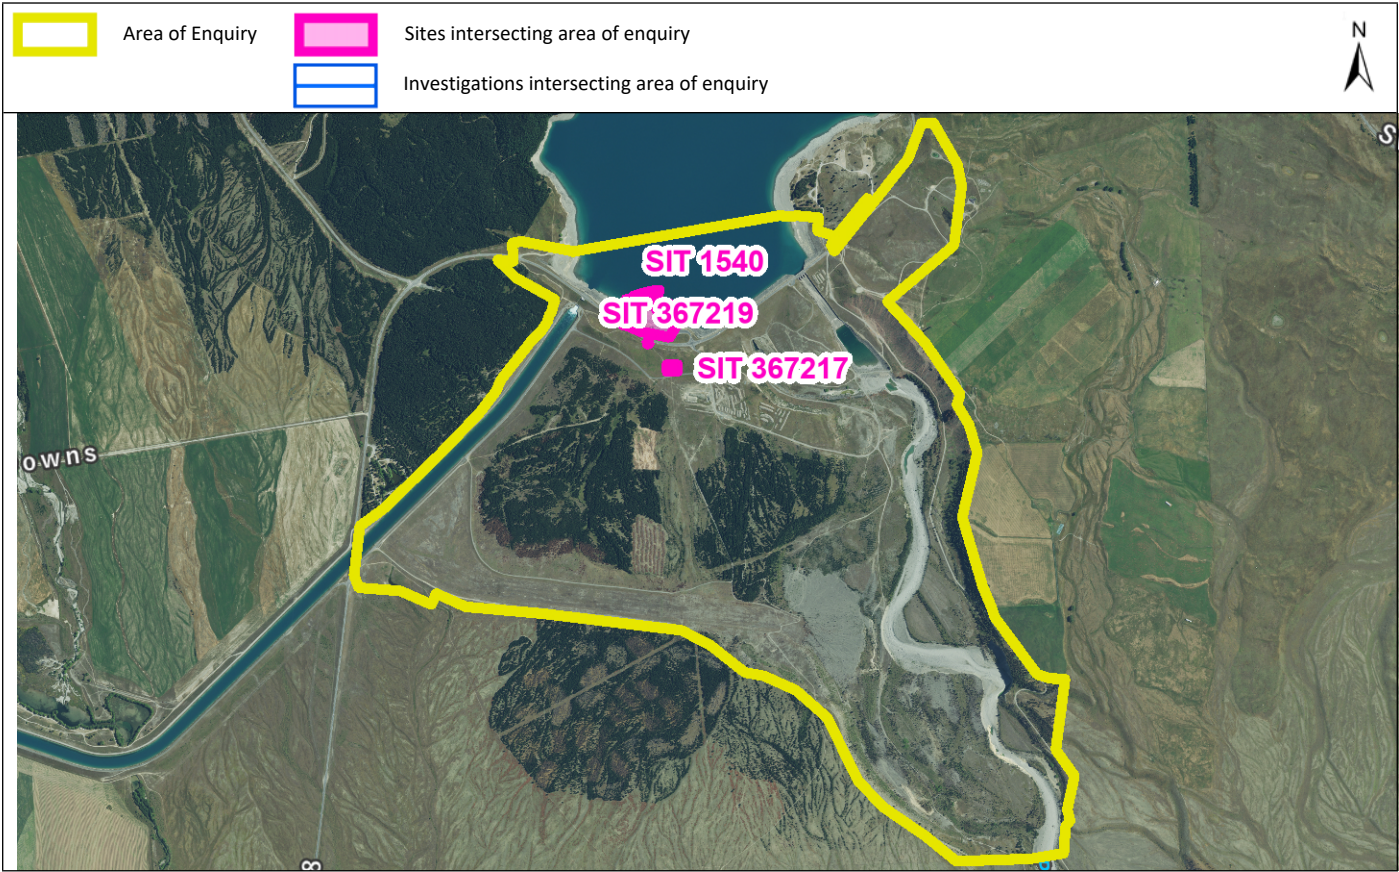 Area of Enquiry
Sites intersecting area of enquiry
N
Investigations intersecting area of enquiry
S
SIT 1540
SIT 367219
SIT 367217
owns
8